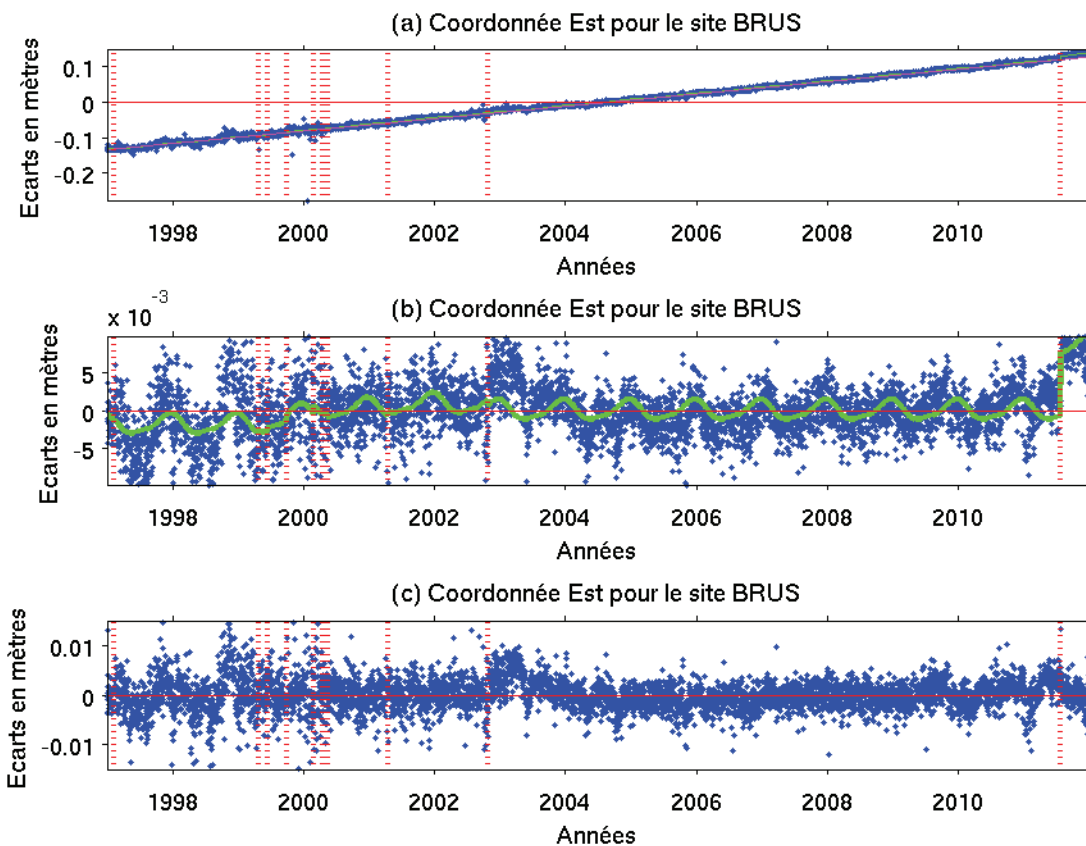 (a) Coordonnée Est pour le site BRUS
Ecarts en mètres
0.1
0
-0.1
-0.2
1998 2000 2002 2004 2006 2008 2010
Années
(b) Coordonnée Est pour le site BRUS
x 10
-3
Ecarts en mètres
5
0
-5
1998 2000 2002 2004 2006 2008 2010
Années
(c) Coordonnée Est pour le site BRUS
Ecarts en mètres
0.01
0
-0.01
1998 2000 2002 2004 2006 2008 2010
Années